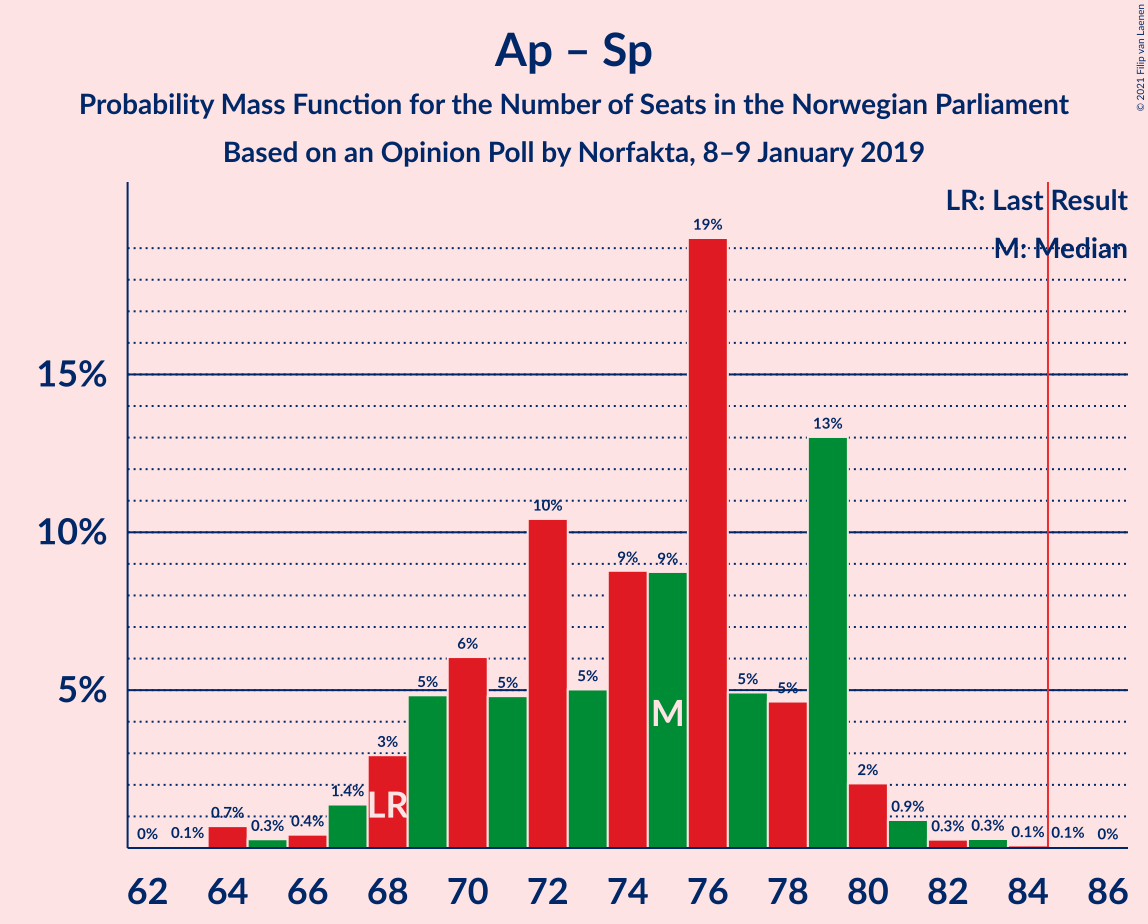 Ap – Sp
Probability Mass Function for the Number of Seats in the Norwegian Parliament
Based on an Opinion Poll by Norfakta, 8–9 January 2019
© 2021 Filip van Laenen
LR: Last Result
M: Median
15%
10%
5%
0% 0.1% 0.7% 0.3% 0.4% 1.4% 3% 5% 6% 5% 10% 5% 9% 9% 19% 5% 5% 13% 2% 0.9% 0.3% 0.3% 0.1% 0.1% 0%
LR M
62 64 66 68 70 72 74 76 78 80 82 84 86